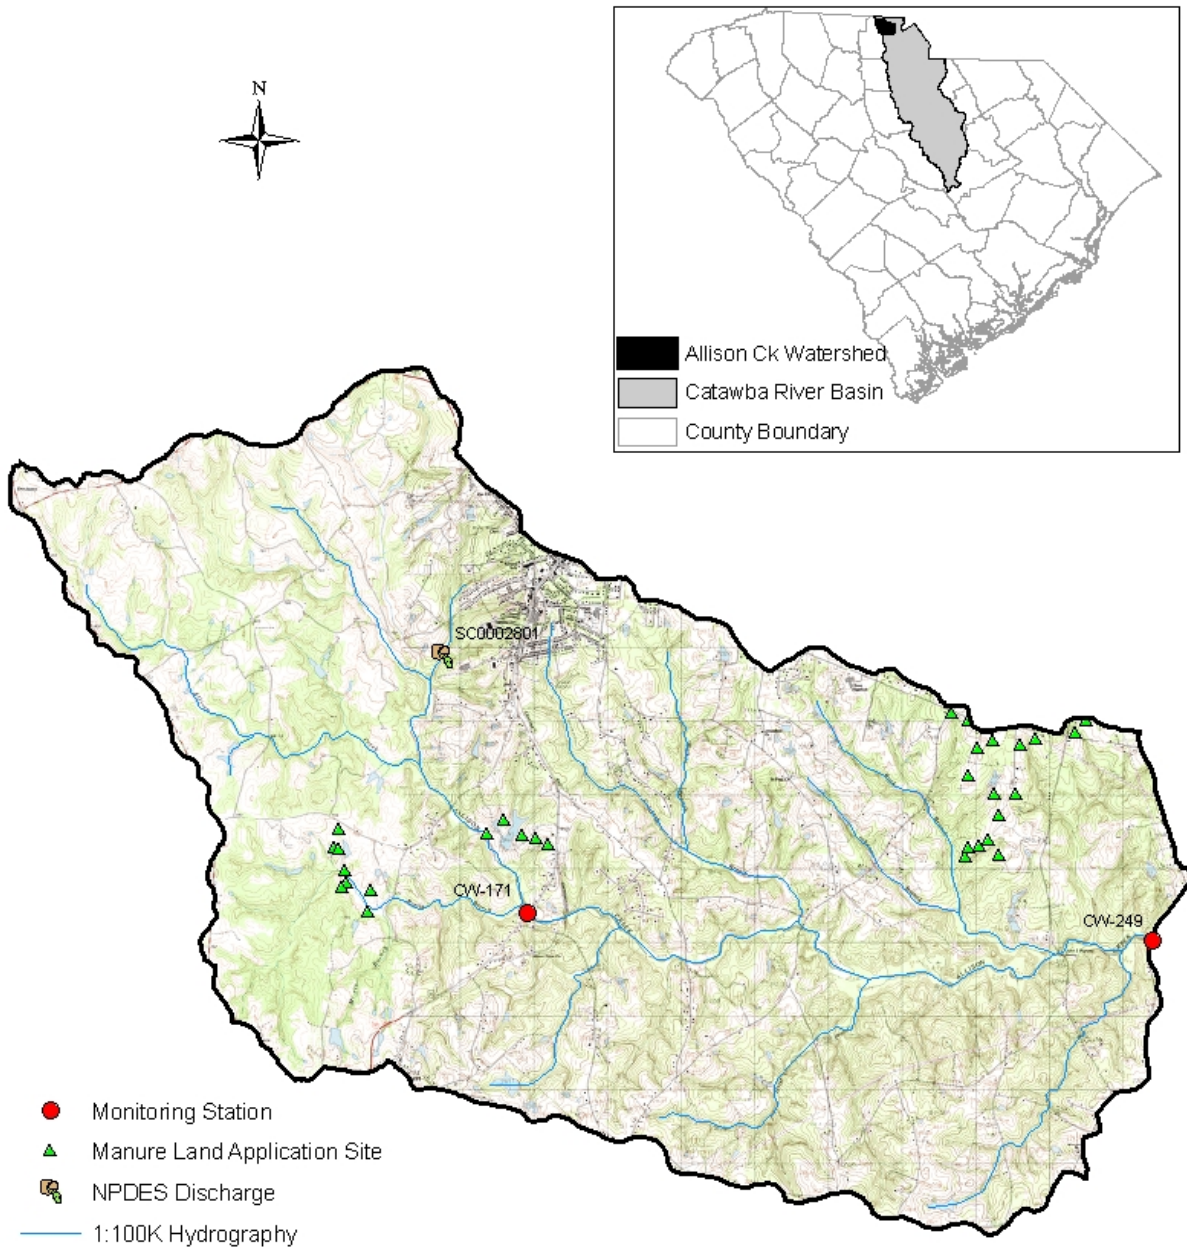 N
Allison Ck Watershed
Catawba River Basin
County Boundary
SC0002801
CW-171
CW-249
ALLISON
Monitoring Station
Manure Land Application Site
NPDES Discharge
1:100K Hydrography